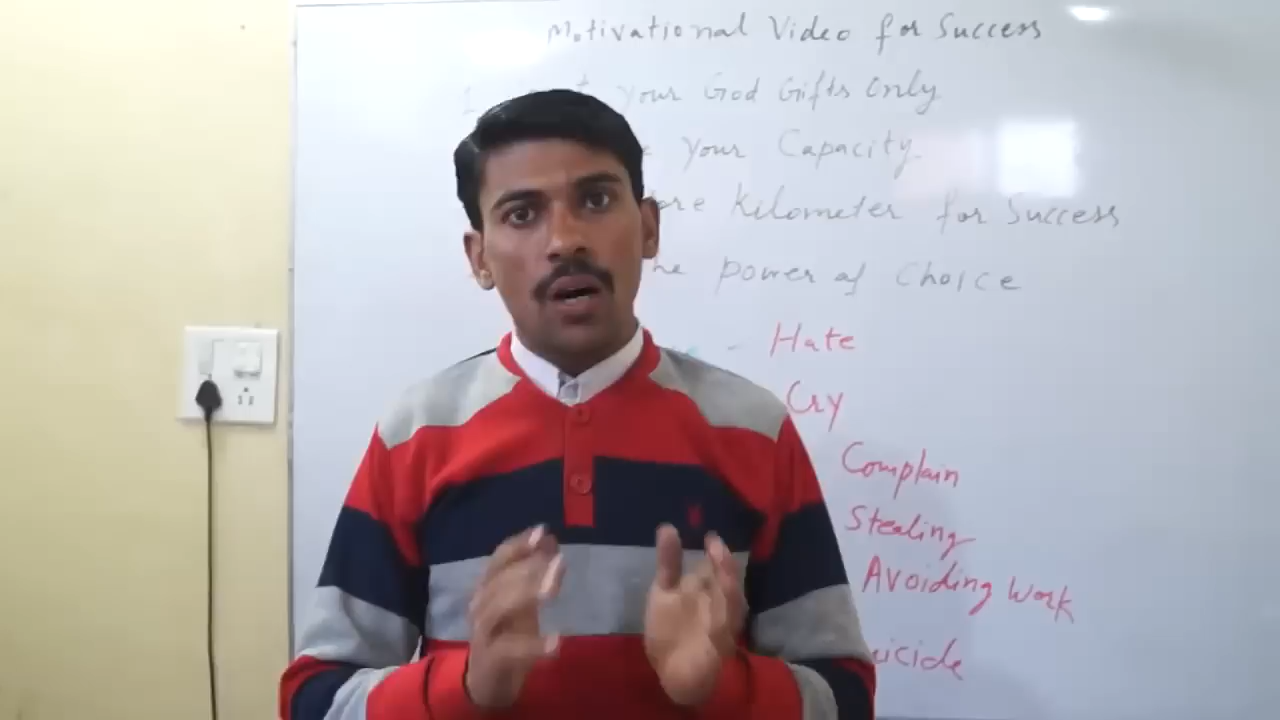 Motivational Video for Success
1 your God Gifts Only
your Capacity
Kilometer for Success
power of Choice
- Hate
Cry
Complain
Stealing
Avoiding Work